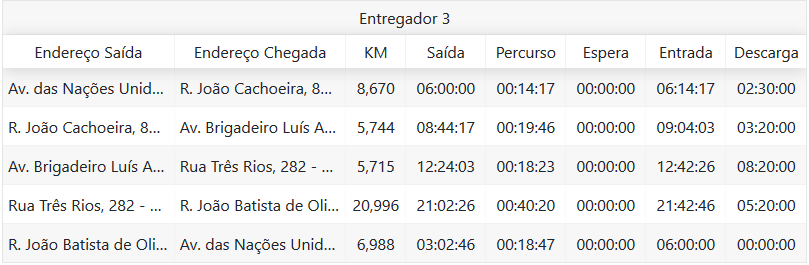 Entregador 3
Endereço Saída Endereço Chegada KM Saída Percurso Espera Entrada Descarga
Av. das Nações Unid... R. João Cachoeira, 8... 8,670 06:00:00 00:14:17 00:00:00 06:14:17 02:30:00
R. João Cachoeira, 8... Av. Brigadeiro Luís A... 5,744 08:44:17 00:19:46 00:00:00 09:04:03 03:20:00
Av. Brigadeiro Luís A... Rua Três Rios, 282 - ... 5,715 12:24:03 00:18:23 00:00:00 12:42:26 08:20:00
Rua Três Rios, 282 - ... R. João Batista de Oli... 20,996 21:02:26 00:40:20 00:00:00 21:42:46 05:20:00
R. João Batista de Oli... Av. das Nações Unid... 6,988 03:02:46 00:18:47 00:00:00 06:00:00 00:00:00